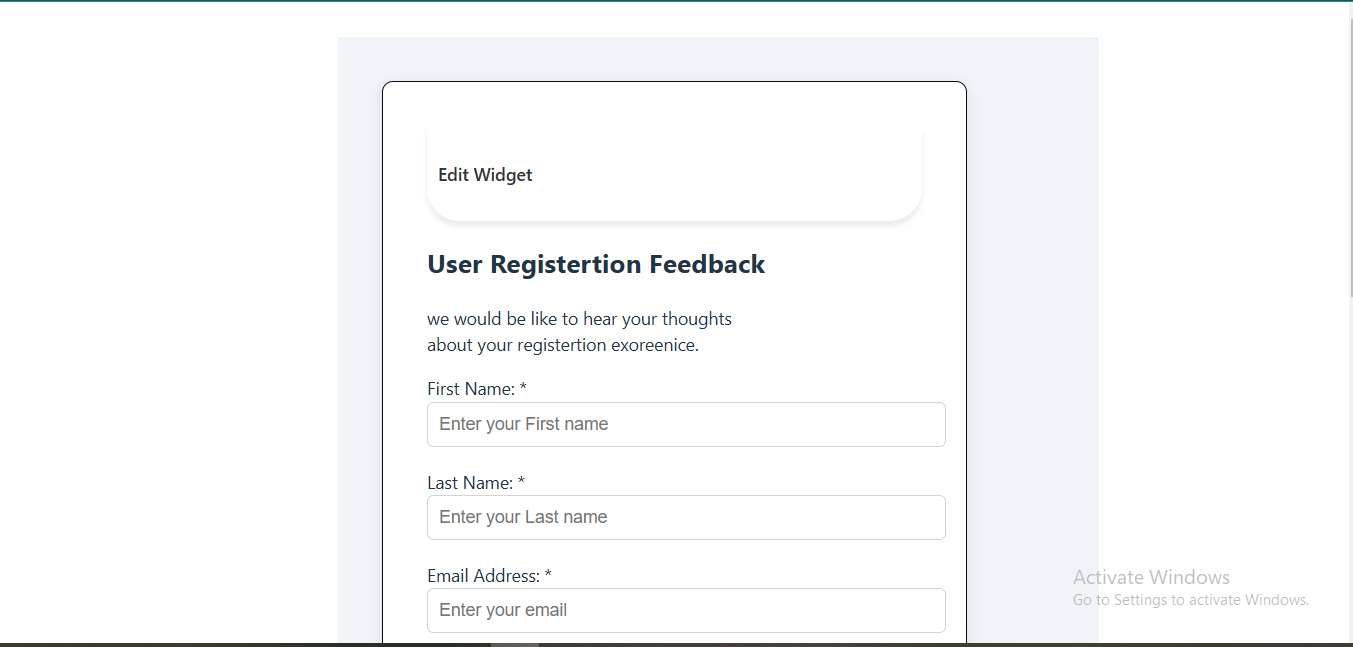 Edit Widget
User Registertion Feedback
we would be like to hear your thoughts
about your registertion exoreenice.
First Name: *
Enter your First name
Last Name: *
Enter your Last name
Email Address: *
Enter your email
Activate Windows
Go to Settings to activate Windows.